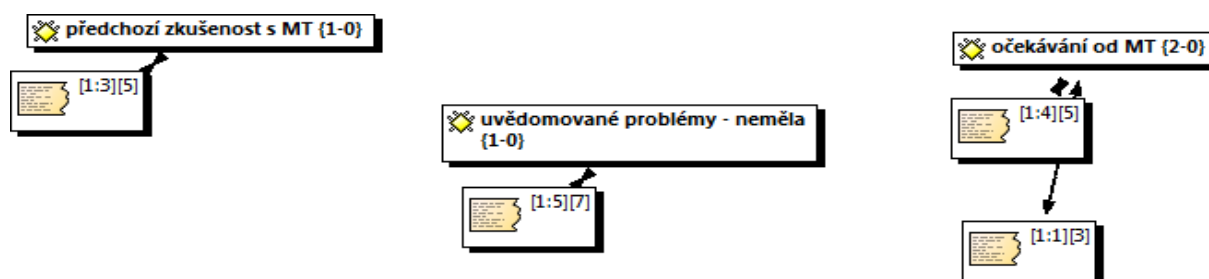 předchozí zkušenost s MT {1-0}
[1:3][5]
uvědomované problémy - neměla
{1-0}
[1:5][7]
očekávání od MT {2-0}
[1:4][5]
[1:1][3]